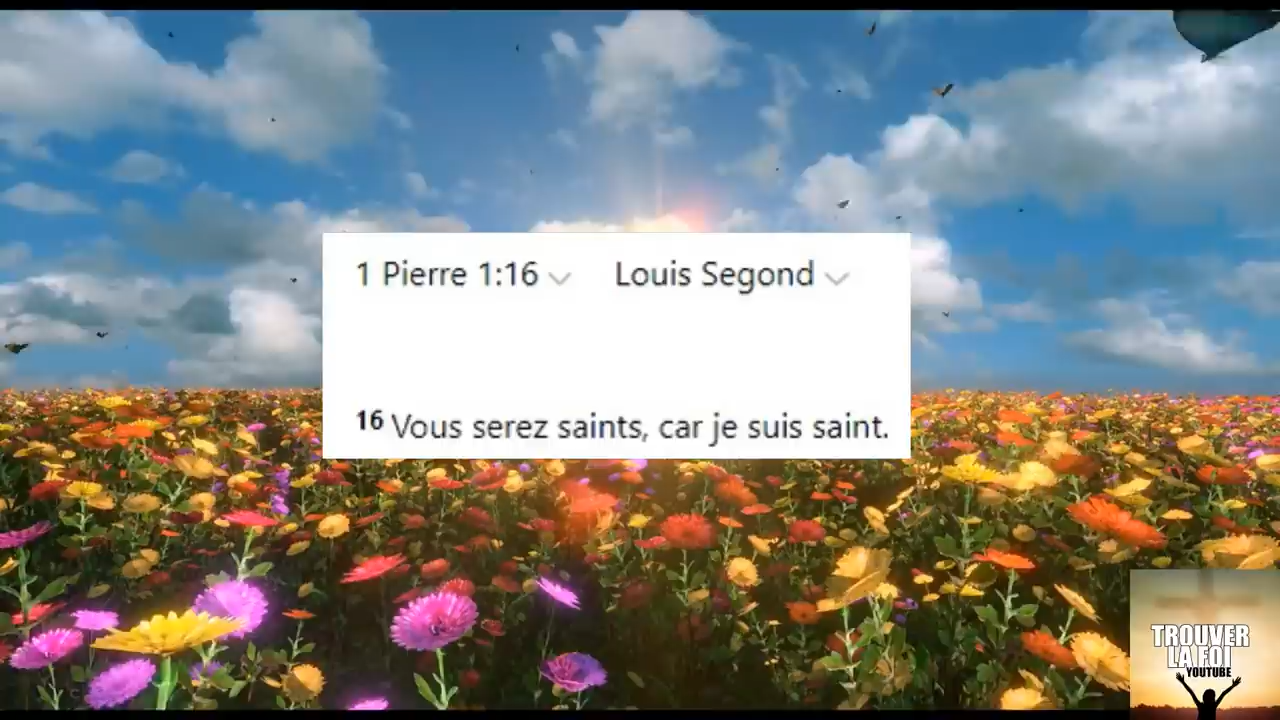 1 Pierre 1:16 Louis Segond
16 Vous serez saints, car je suis saint.
TROUVER
LA FOI
YOUTUBE